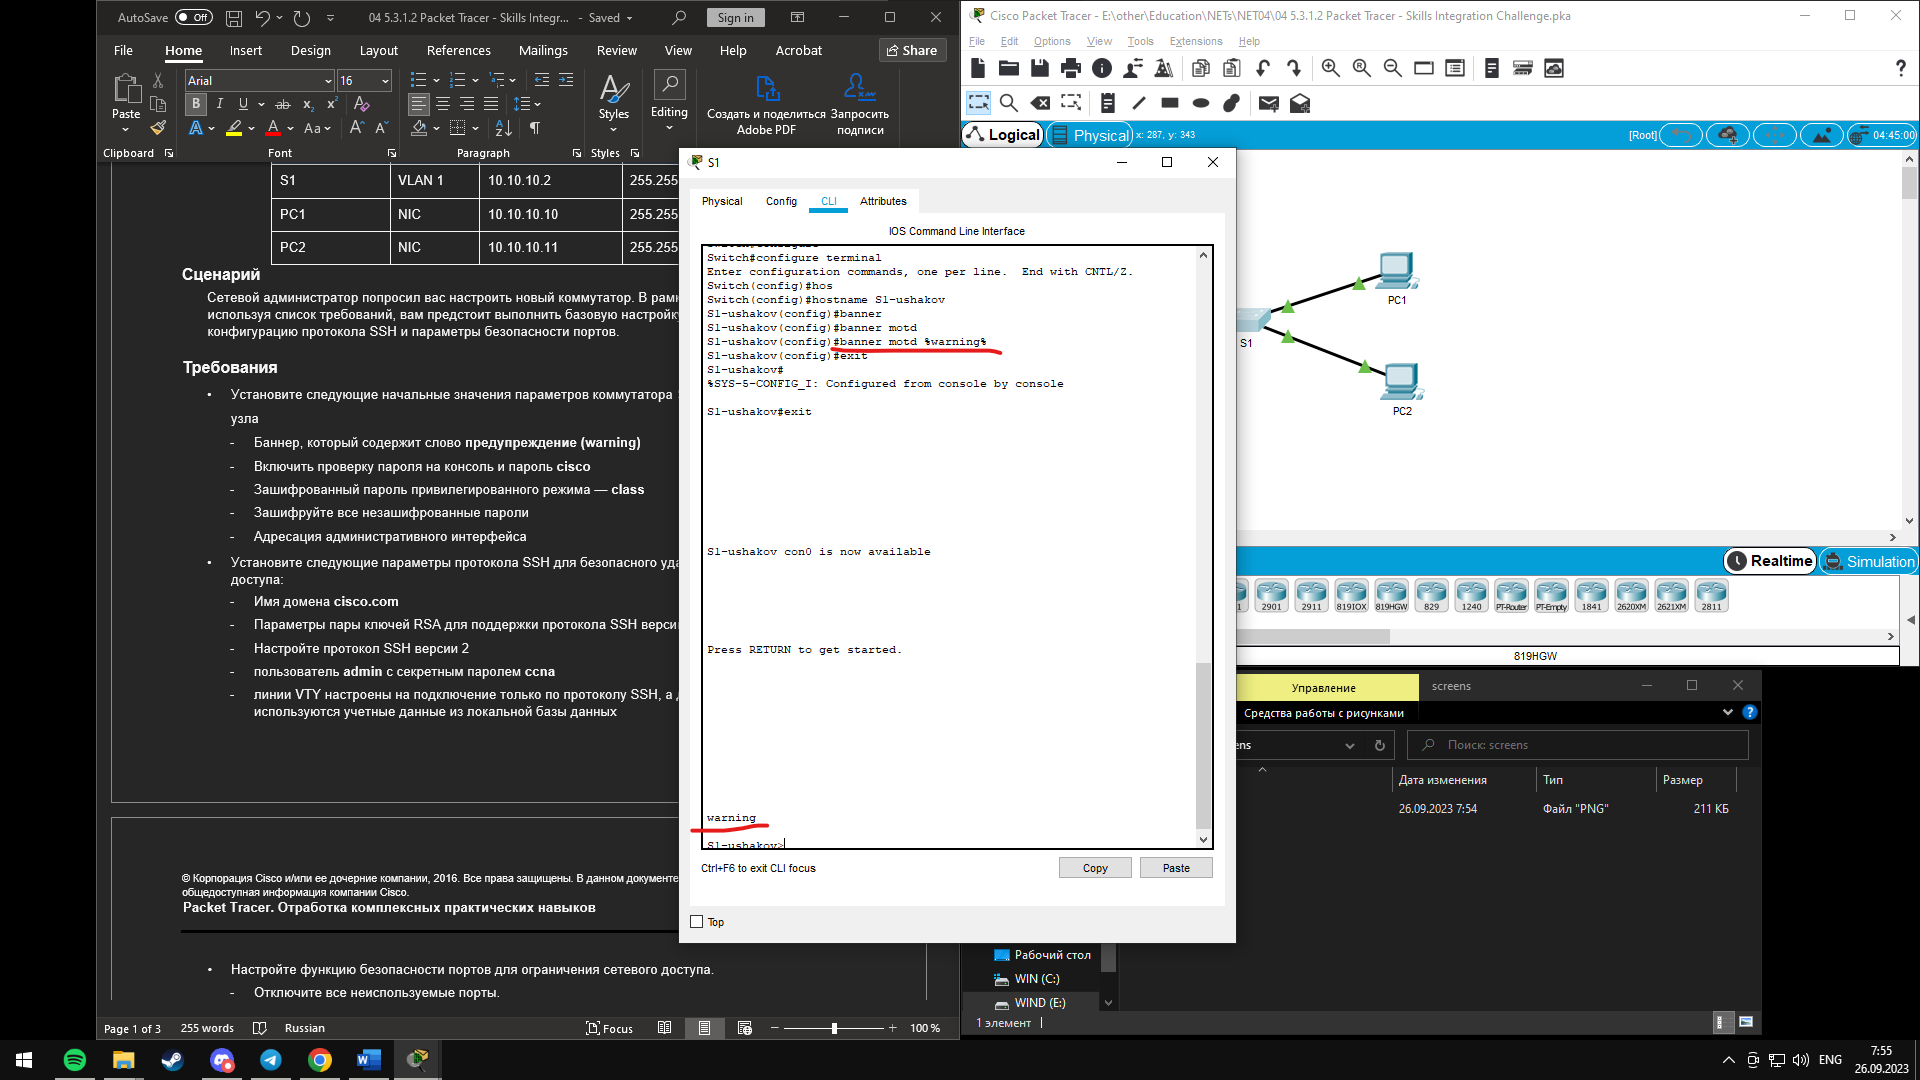 AutoSave Off 04 5.3.1.2 Packet Tracer - Skills Integr... - Saved Sign in
File Home Insert Design Layout References Mailings Review View Help Acrobat Share
Arial 16
Paste
Styles
Editing
Создать и поделиться Adobe PDF
Запросить подписи
Clipboard Font Paragraph Styles
S1 VLAN 1 10.10.10.2 255.255
PC1 NIC 10.10.10.10 255.255
PC2 NIC 10.10.10.11 255.255
Сценарий
Сетевой администратор попросил вас настроить новый коммутатор. В
используя список требований, вам предстоит выполнить базовую настройку
конфигурацию протокола SSH и параметры безопасности портов.
Требования
• Установите следующие начальные значения параметров коммутатора
узла
- Баннер, который содержит слово предупреждение (warning)
- Включить проверку пароля на консоль и пароль cisco
- Зашифрованный пароль привилегированного режима — class
- Зашифруйте все незашифрованные пароли
- Адресация административного интерфейса
• Установите следующие параметры протокола SSH для безопасного
доступа:
- Имя домена cisco.com
- Параметры пары ключей RSA для поддержки протокола SSH
- Настройте протокол SSH версии 2
- пользователь admin с секретным паролем ccna
- линии VTY настроены на подключение только по протоколу SSH, а
используются учетные данные из локальной базы данных
© Корпорация Cisco и/или ее дочерние компании, 2016. Все права защищены. В данном документе
общедоступная информация компании Cisco.
Packet Tracer. Отработка комплексных практических навыков
• Настройте функцию безопасности портов для ограничения сетевого доступа.
- Отключите все неиспользуемые порты.
Page 1 of 3 255 words Russian Focus 100 %
S1
Physical Config CLI Attributes
IOS Command Line Interface
Switch#configure terminal
Enter configuration commands, one per line. End with CNTL/Z.
Switch(config)#hos
Switch(config)#hostname S1-ushakov
S1-ushakov(config)#banner
S1-ushakov(config)#banner motd
S1-ushakov(config)#banner motd %warning%
S1-ushakov(config)#exit
S1-ushakov#
%SYS-5-CONFIG_I: Configured from console by console
S1-ushakov#exit
S1-ushakov con0 is now available
Press RETURN to get started.
warning
S1-ushakov>
Ctrl+F6 to exit CLI focus
Copy Paste
Top
Cisco Packet Tracer - E:\other\Education\NETs\NET04\04 5.3.1.2 Packet Tracer - Skills Integration Challenge.pka
File Edit Options View Tools Extensions Help
Logical Physical x: 287, y: 343 [Root] 04:45:00
PC1
S1
PC2
Realtime Simulation
1 2901 2911 819IOX 819HGW 829 1240 PT-Router PT-Empty 1841 2620XM 2621XM 2811
819HGW
Управление screens
Средства работы с рисунками
ens Поиск: screens
Дата изменения Тип Размер
26.09.2023 7:54 Файл "PNG" 211 КБ
Рабочий стол
WIN (C:)
WIND (E:)
1 элемент
ENG
7:55
26.09.2023